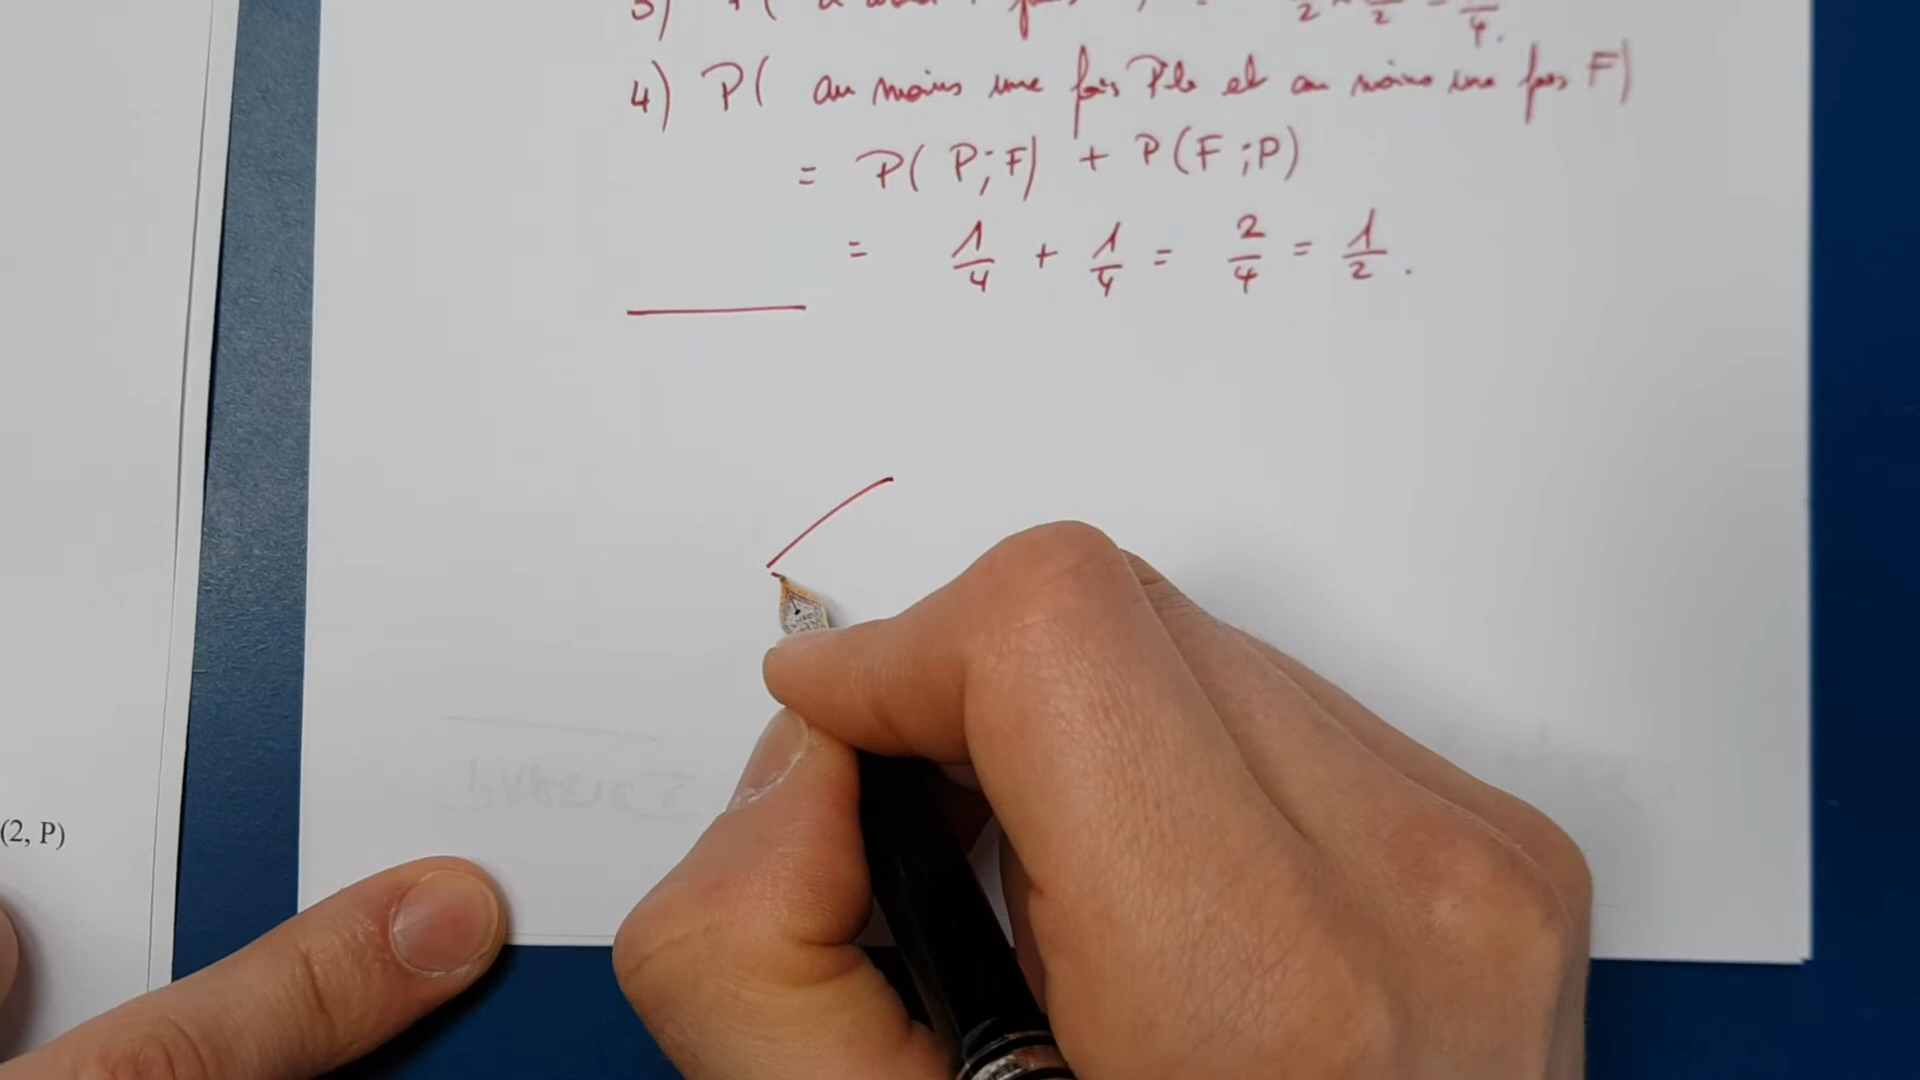 4) P( au moins une fois Pile et au moins une fois F)
= P( P;F) + P(F;P)
= 1/4 + 1/4 = 2/4 = 1/2.
(2, P)